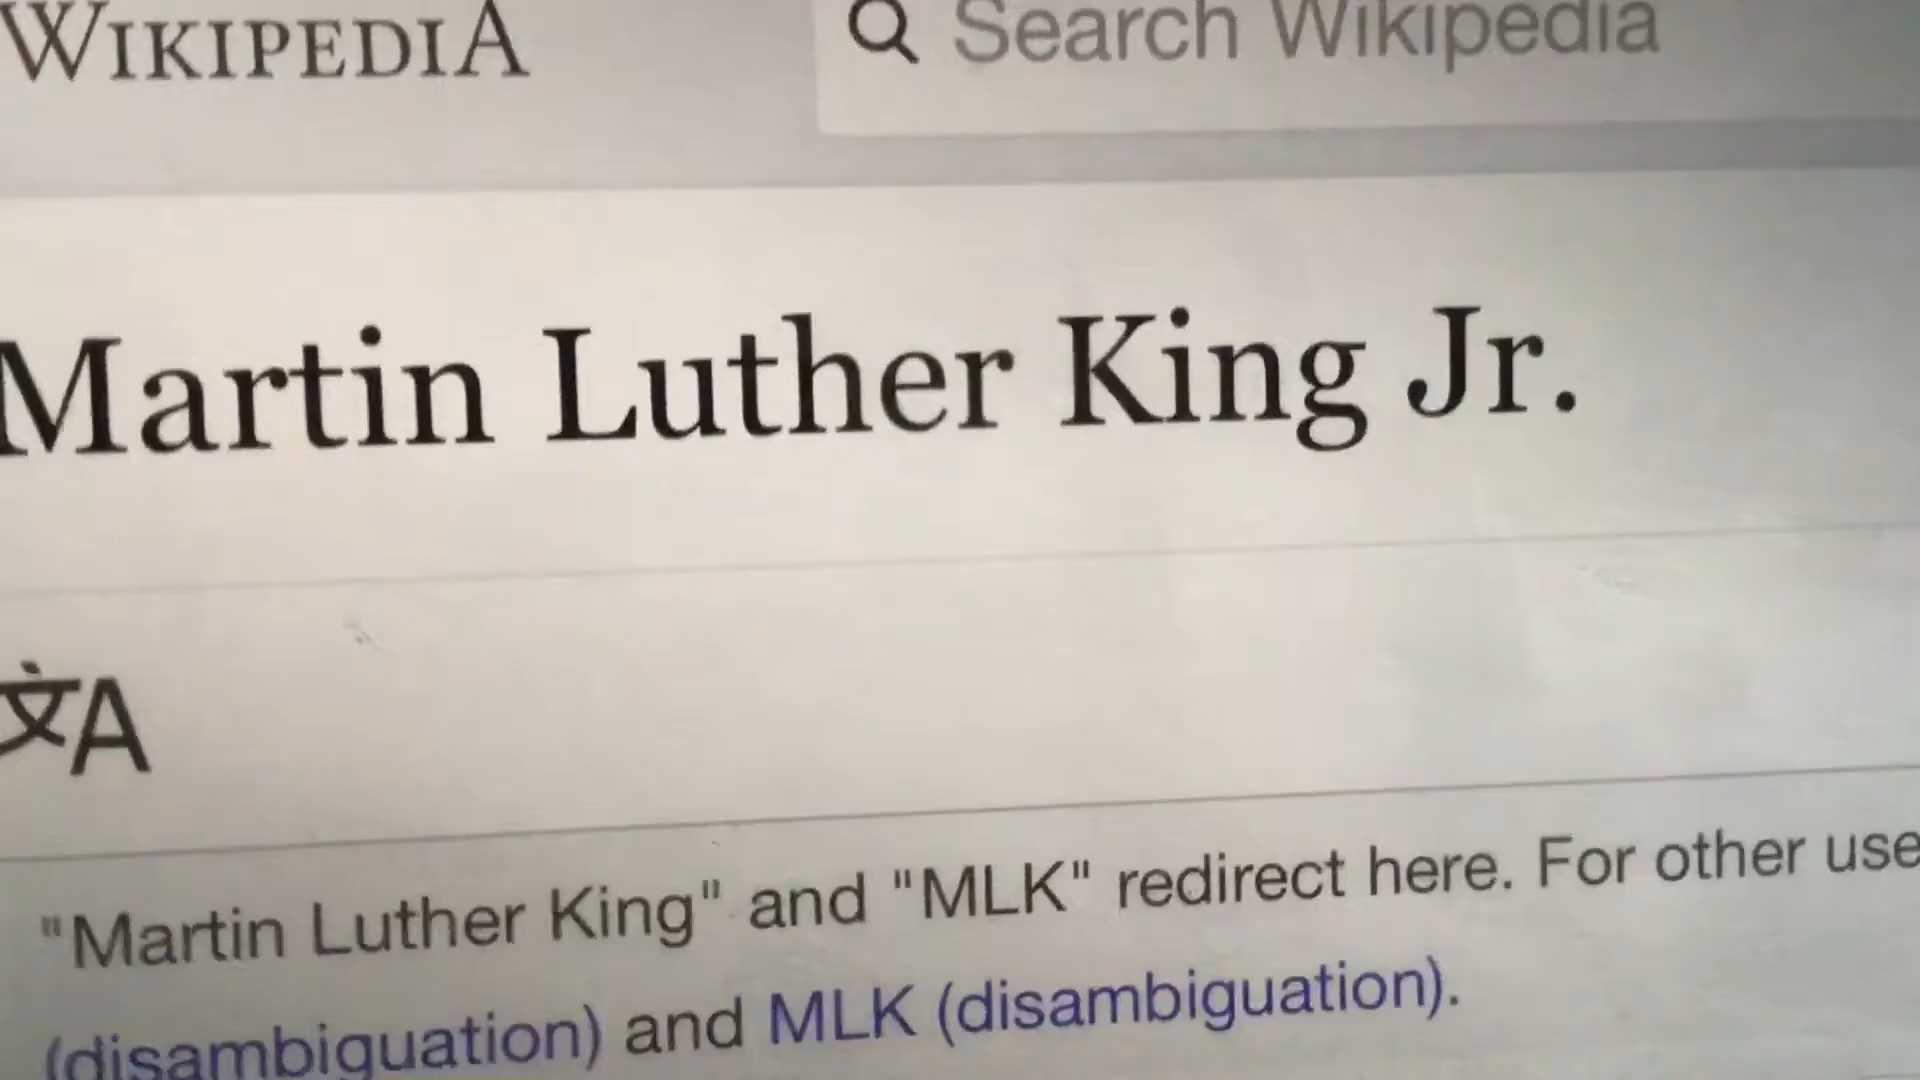 WIKIPEDIA
Search Wikipedia
Martin Luther King Jr.
文A
"Martin Luther King" and "MLK" redirect here. For other use
(disambiguation) and MLK (disambiguation).